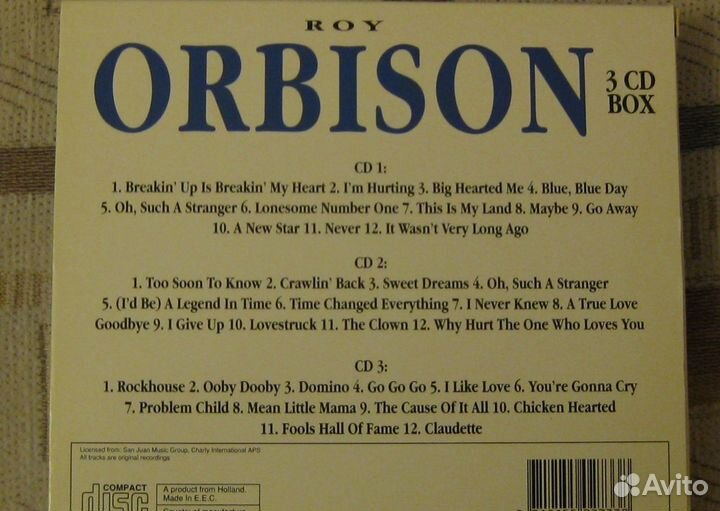 ROY
ORBISON
3 CD
BOX
CD 1:
1. Breakin' Up Is Breakin' My Heart 2. I'm Hurting 3. Big Hearted Me 4. Blue, Blue Day
5. Oh, Such A Stranger 6. Lonesome Number One 7. This Is My Land 8. Maybe 9. Go Away
10. A New Star 11. Never 12. It Wasn't Very Long Ago
CD 2:
1. Too Soon To Know 2. Crawlin' Back 3. Sweet Dreams 4. Oh, Such A Stranger
5. (I'd Be) A Legend In Time 6. Time Changed Everything 7. I Never Knew 8. A True Love
Goodbye 9. I Give Up 10. Lovestruck 11. The Clown 12. Why Hurt The One Who Loves You
CD 3:
1. Rockhouse 2. Ooby Dooby 3. Domino 4. Go Go Go 5. I Like Love 6. You're Gonna Cry
7. Problem Child 8. Mean Little Mama 9. The Cause Of It All 10. Chicken Hearted
11. Fools Hall Of Fame 12. Claudette
Licensed from: San Juan Music Group, Charly International APS
All tracks are original recordings
COMPACT
disc
A product from Holland.
Made in E.E.C.
Avito